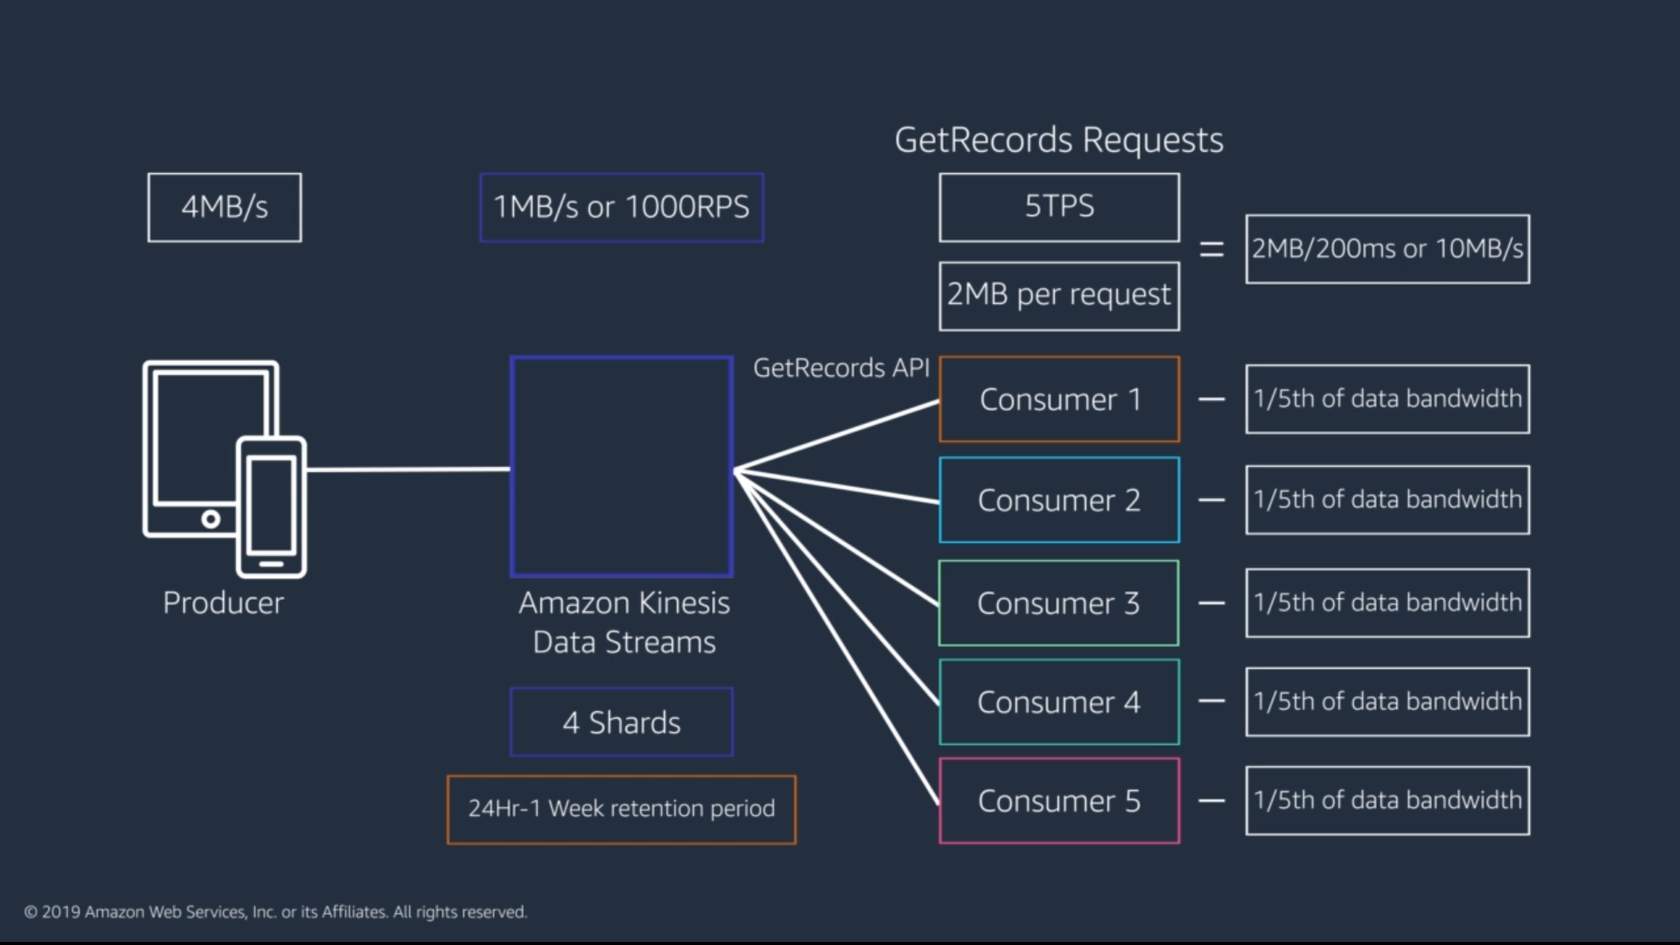 GetRecords Requests
4MB/s
1MB/s or 1000RPS
5TPS
2MB per request
=
2MB/200ms or 10MB/s
GetRecords API
Consumer 1
1/5th of data bandwidth
Consumer 2
1/5th of data bandwidth
Consumer 3
1/5th of data bandwidth
Consumer 4
1/5th of data bandwidth
Consumer 5
1/5th of data bandwidth
Producer
Amazon Kinesis
Data Streams
4 Shards
24Hr-1 Week retention period
© 2019 Amazon Web Services, Inc. or its Affiliates. All rights reserved.